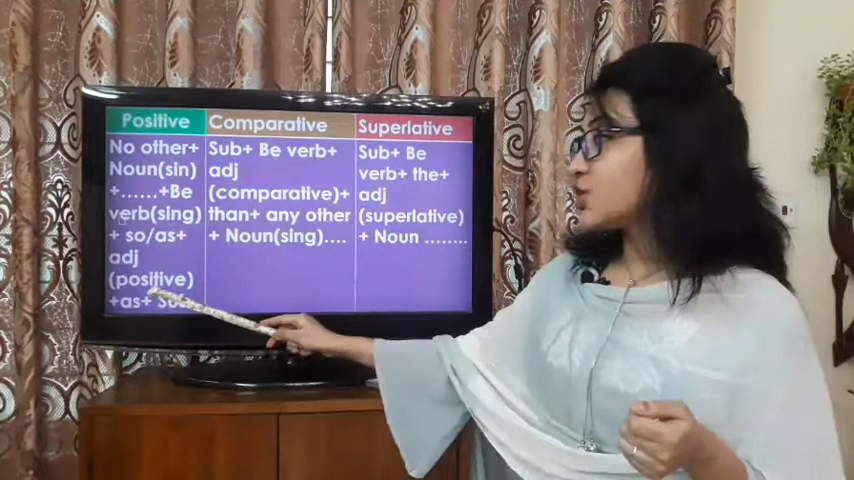 Positive
No other+
Noun(sin)
+......+ BE
verb(sing)
+ so/as+
adj
(positive)
+as+
Comparative
Sub+ BE verb+
adj
(comparative)+
than+ any other
+ Noun(sing)....
Superlative
Sub+ BE
verb+ the+
adj
(superlative)
+ Noun ........